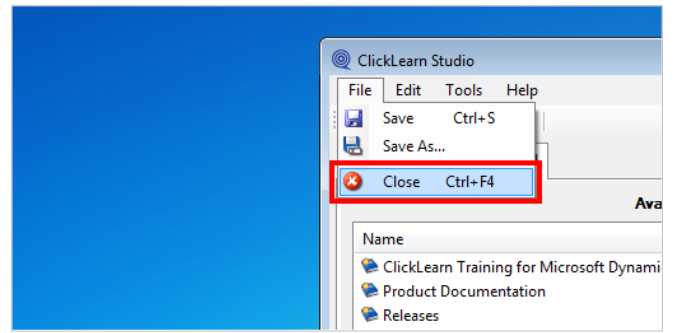 ClickLearn Studio
File Edit Tools Help
Save Ctrl+S
Save As...
Close Ctrl+F4
Name
ClickLearn Training for Microsoft
Product Documentation
Releases